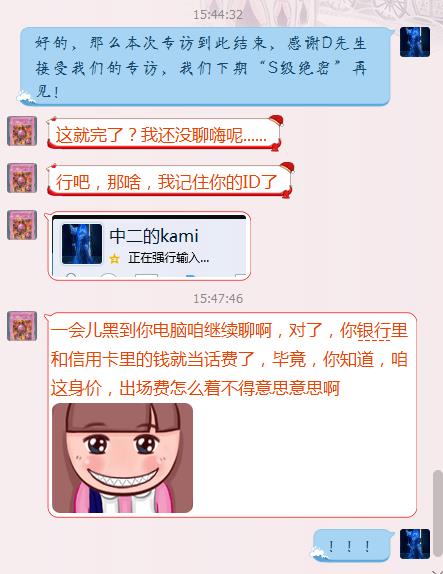 15:44:32
好的，那么本次专访到此结束，感谢D先生
接受我们的专访，我们下期“S级绝密”再
见！
这就完了？我还没聊嗨呢......
行吧，那啥，我记住你的ID了
中二的kami
正在强行输入...
15:47:46
一会儿黑到你电脑咱继续聊啊，对了，你银行里
和信用卡里的钱就当话费了，毕竟，你知道，咱
这身价，出场费怎么着不得意思意思啊
！！！